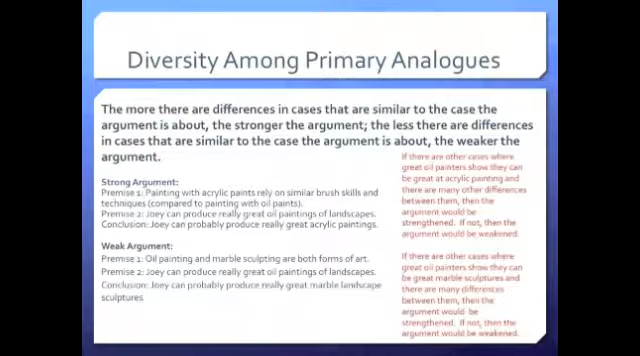 Diversity Among Primary Analogues
The more there are differences in cases that are similar to the case the
argument is about, the stronger the argument; the less there are differences
in cases that are similar to the case the argument is about, the weaker the
argument.
Strong Argument:
Premise 1: Painting with acrylic paints rely on similar brush skills and
techniques (compared to painting with oil paints).
Premise 2: Joey can produce really great oil paintings of landscapes.
Conclusion: Joey can probably produce really great acrylic paintings.
Weak Argument:
Premise 1: Oil painting and marble sculpting are both forms of art.
Premise 2: Joey can produce really great oil paintings of landscapes.
Conclusion: Joey can probably produce really great marble landscape
sculptures
If there are other cases where
great oil painters show they can
be great at acrylic painting and
there are many other differences
between them, then the
argument would be
strengthened. If not, then the
argument would be weakened.
If there are other cases where
great oil painters show they can
be great marble sculptures and
there are many differences
between them, then the
argument would be
strengthened. If not, then the
argument would be weakened.